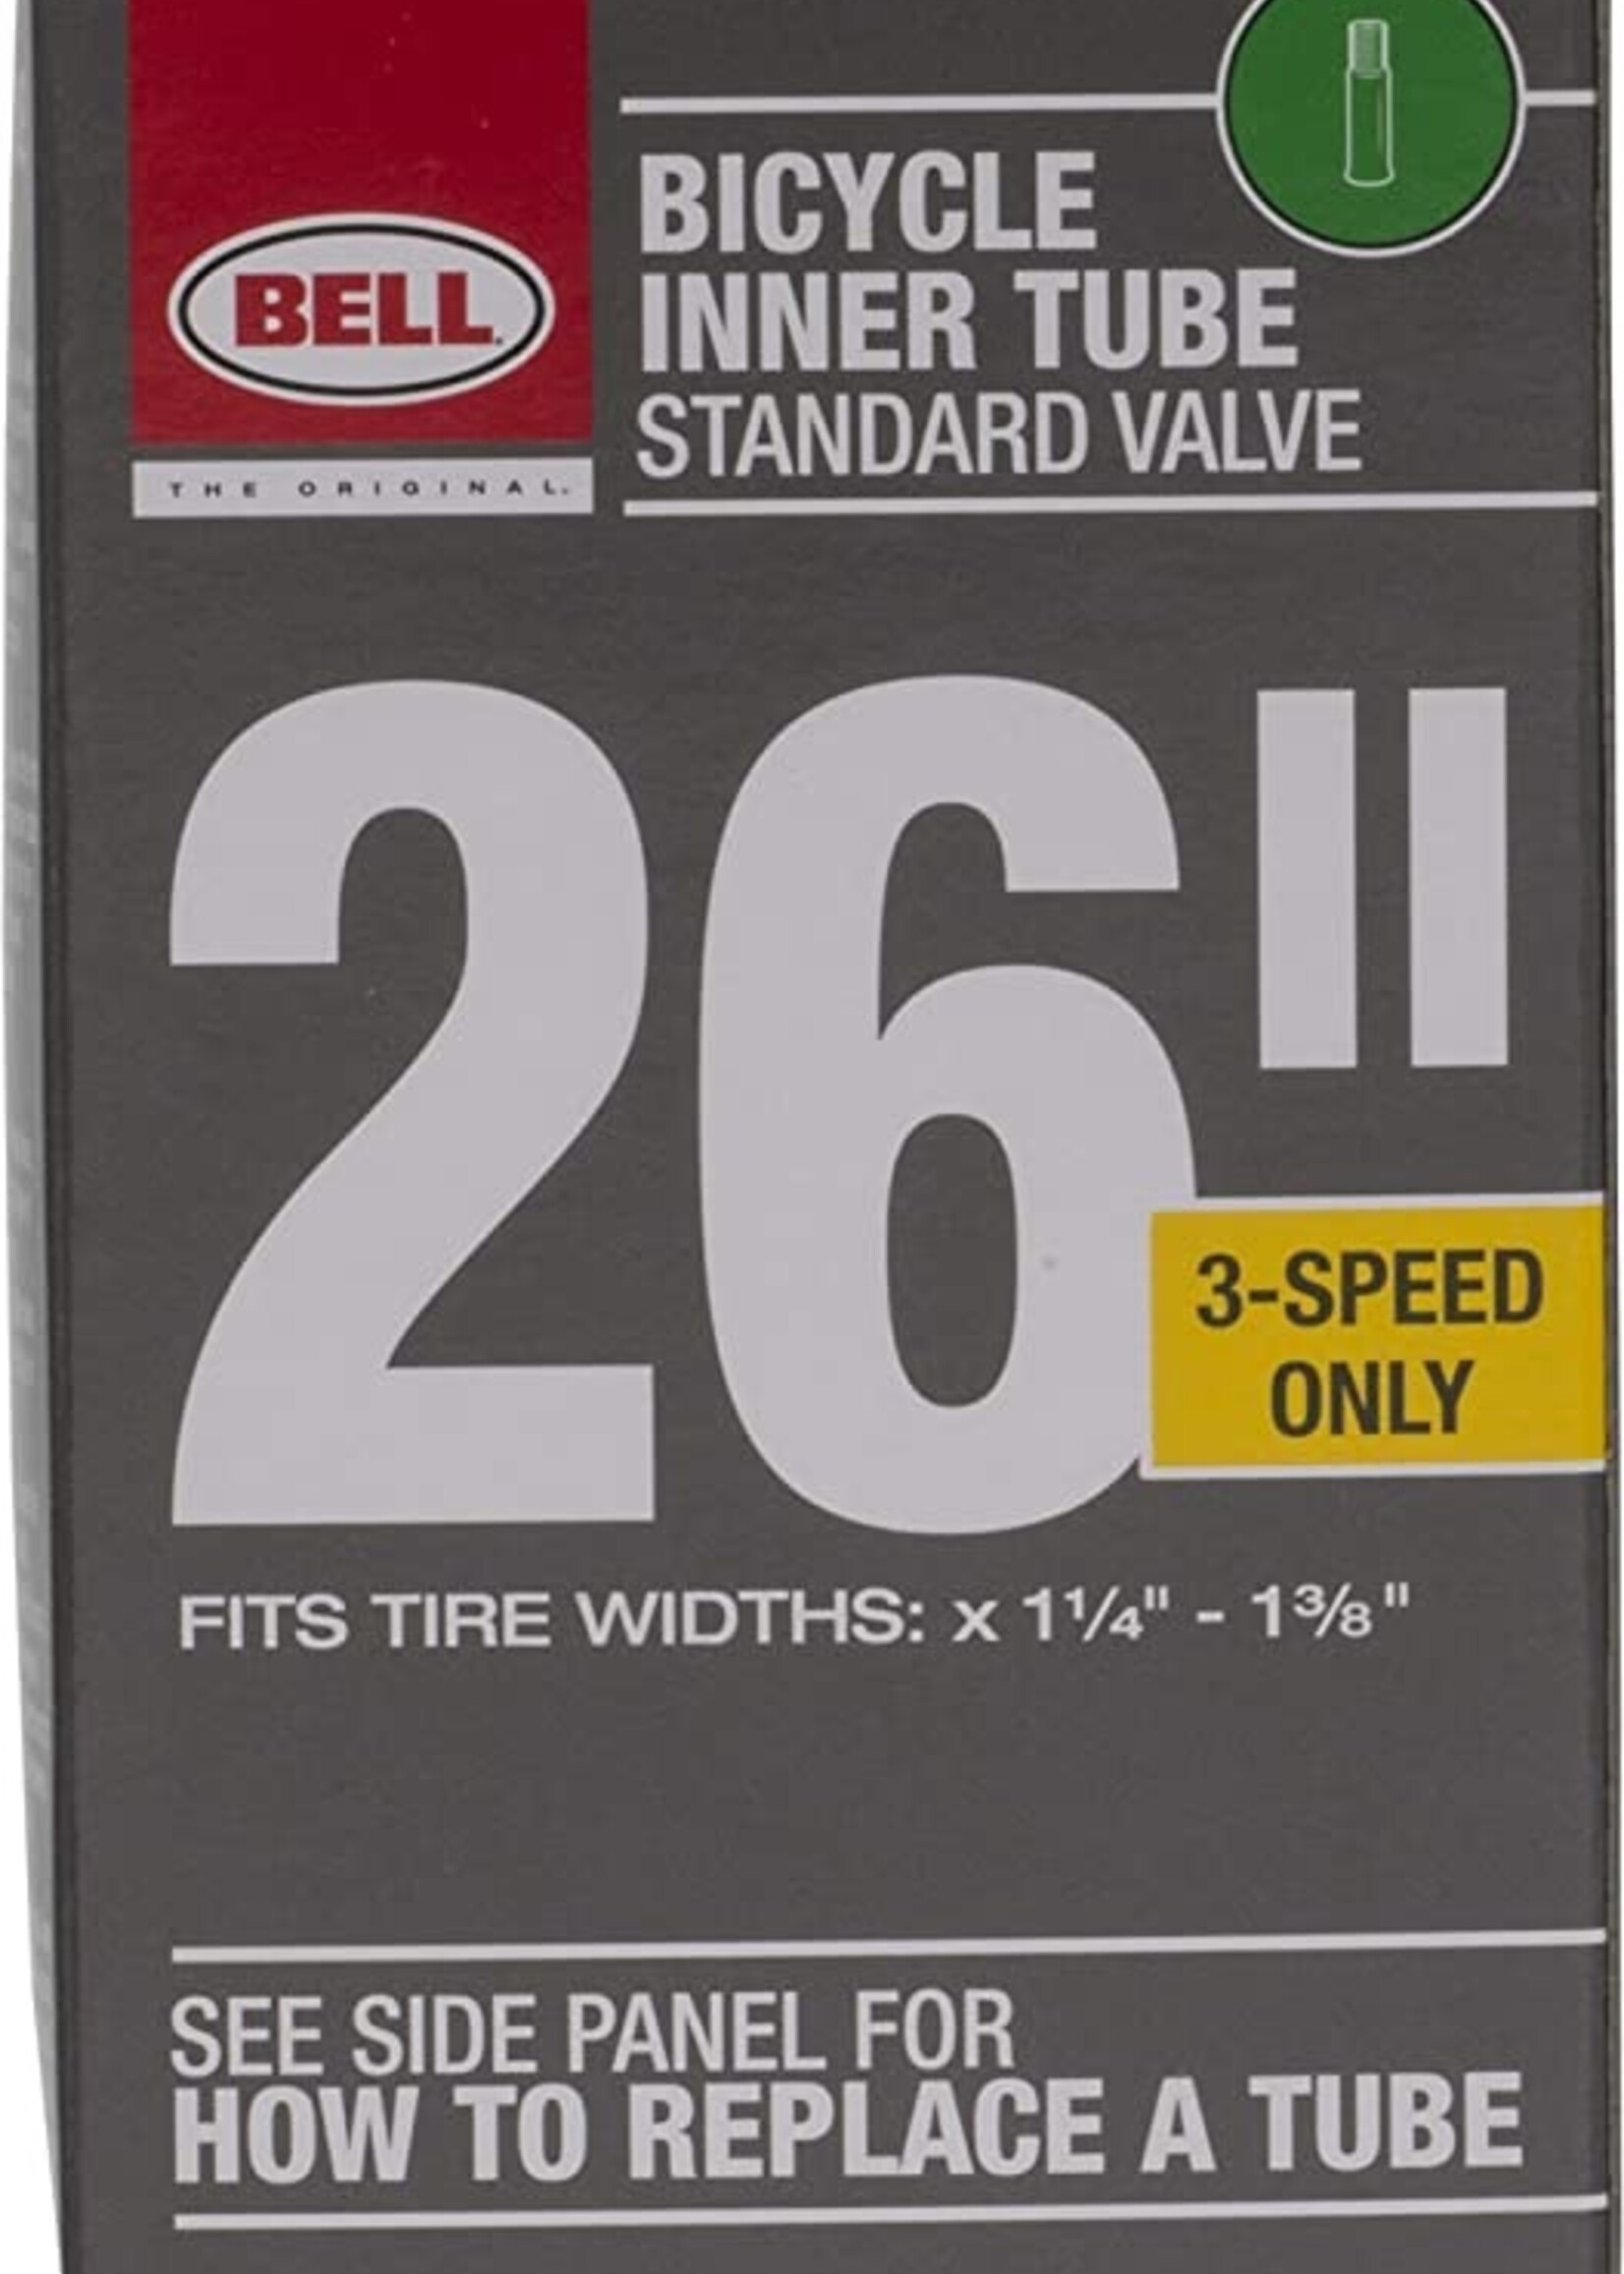 BELL
THE ORIGINAL.
BICYCLE
INNER TUBE
STANDARD VALVE
26"
3-SPEED
ONLY
FITS TIRE WIDTHS: x 1¼" - 1⅜"
SEE SIDE PANEL FOR
HOW TO REPLACE A TUBE